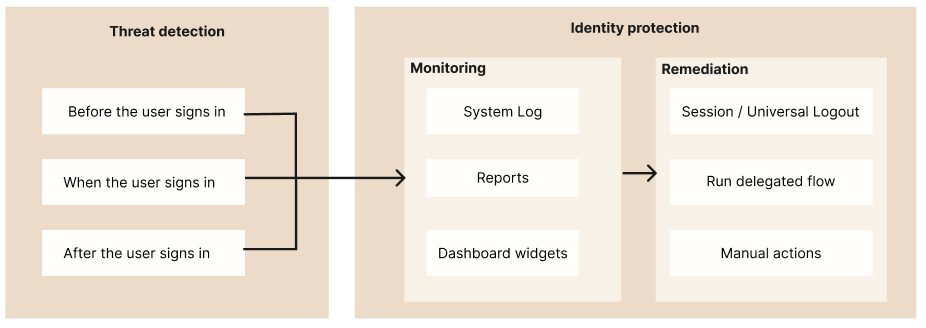 Threat detection
Before the user signs in
When the user signs in
After the user signs in
Identity protection
Monitoring
System Log
Reports
Dashboard widgets
Remediation
Session / Universal Logout
Run delegated flow
Manual actions